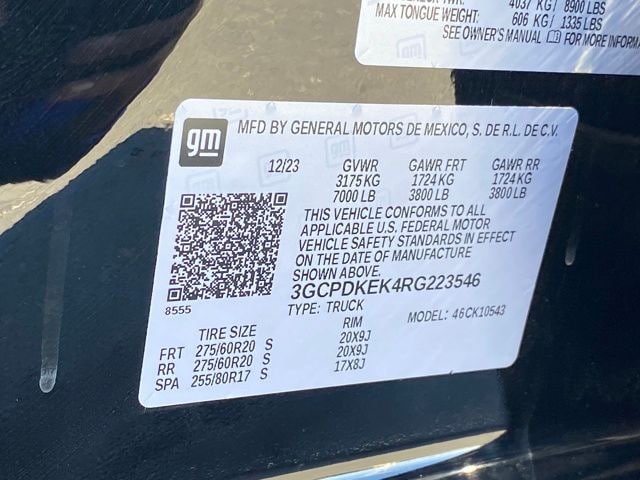 4037 KG / 8900 LBS
MAX TONGUE WEIGHT: 606 KG / 1335LBS
SEE OWNER'S MANUAL FOR MORE INFORMA
gm
MFD BY GENERAL MOTORS DE MEXICO, S. DE R.L. DE C.V.
12/23 GVWR GAWR FRT GAWR RR
3175 KG 1724 KG 1724 KG
7000 LB 3800 LB 3800 LB
THIS VEHICLE CONFORMS TO ALL
APPLICABLE U.S. FEDERAL MOTOR
VEHICLE SAFETY STANDARDS IN EFFECT
ON THE DATE OF MANUFACTURE
SHOWN ABOVE.
8555
3GCPDKEK4RG223546
TYPE: TRUCK MODEL: 46CK10543
TIRE SIZE RIM
FRT 275/60R20 S 20X9J
RR 275/60R20 S 20X9J
SPA 255/80R17 S 17X8J